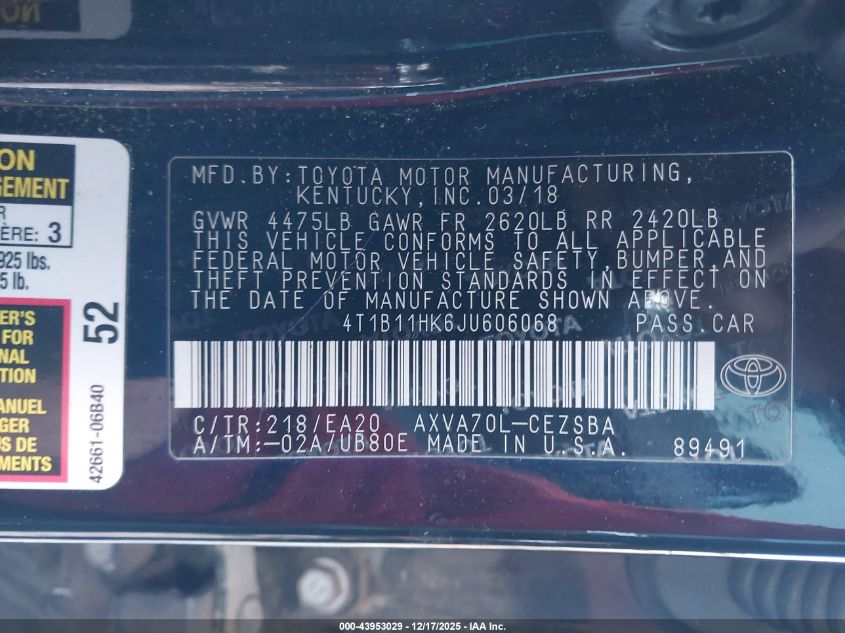 ON
GEMENT
R
ÈRE: 3
925 lbs.
5 lb.
ER'S
FOR
NAL
TION
MANUEL
US DE
MENTS
52
42661-06B40
MFD.BY:TOYOTA MOTOR MANUFACTURING,
KENTUCKY,INC.03/18
GVWR 4475LB GAWR FR 2620LB RR 2420LB
THIS VEHICLE CONFORMS TO ALL APPLICABLE
FEDERAL MOTOR VEHICLE SAFETY,BUMPER,AND
THEFT PREVENTION STANDARDS IN EFFECT ON
THE DATE OF MANUFACTURE SHOWN ABOVE.
4T1B11HK6JU606068 PASS.CAR
C/TR:218/EA20 AXVA70L-CEZSBA
A/TM:-02A/UB80E MADE IN U.S.A. 89491
000-43953029 - 12/17/2025 - IAA Inc.